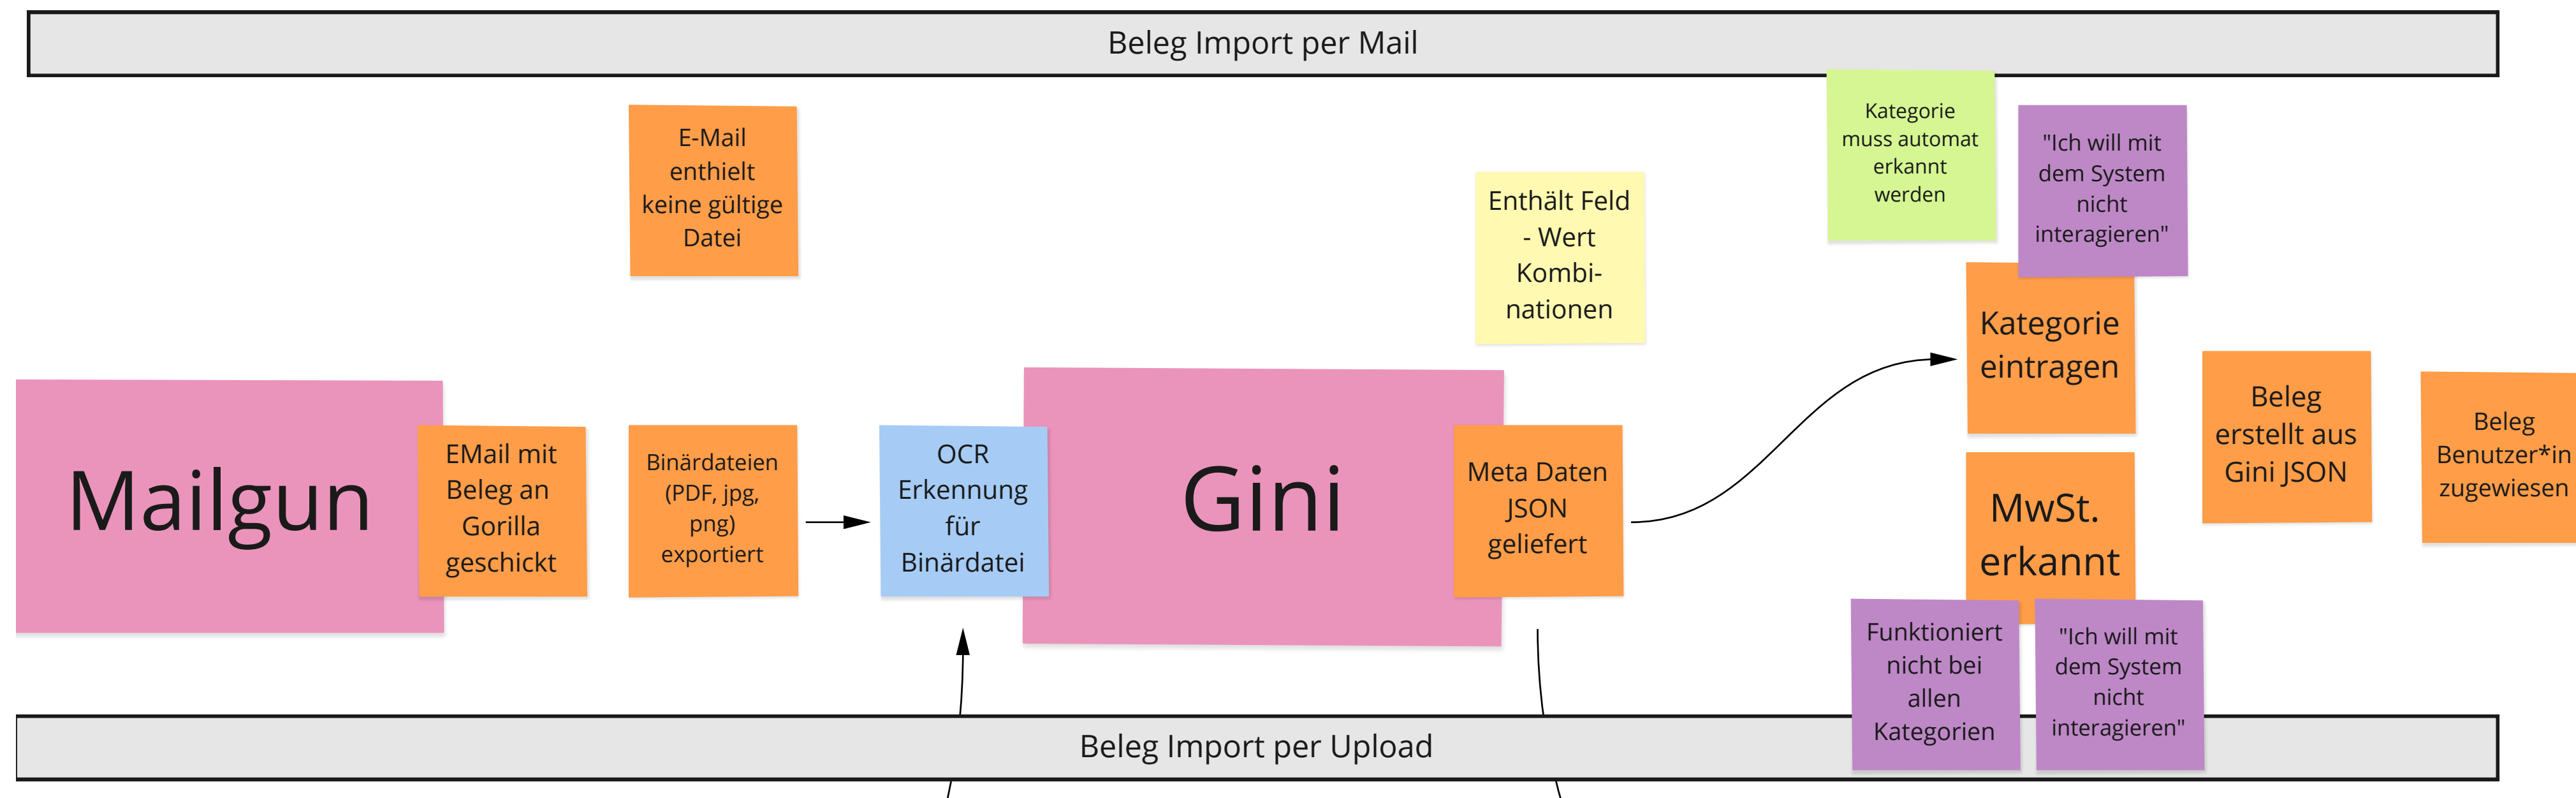 Beleg Import per Mail
E-Mail
enthielt
keine gültige
Datei
Enthält Feld
- Wert
Kombi-
nationen
Kategorie
muss automat
erkannt
werden
"Ich will mit
dem System
nicht
interagieren"
Mailgun
EMail mit
Beleg an
Gorilla
geschickt
Binärdateien
(PDF, jpg,
png)
exportiert
OCR
Erkennung
für
Binärdatei
Gini
Meta Daten
JSON
geliefert
Kategorie
eintragen
MwSt.
erkannt
Beleg
erstellt aus
Gini JSON
Beleg
Benutzer*in
zugewiesen
Funktioniert
nicht bei
allen
Kategorien
"Ich will mit
dem System
nicht
interagieren"
Beleg Import per Upload